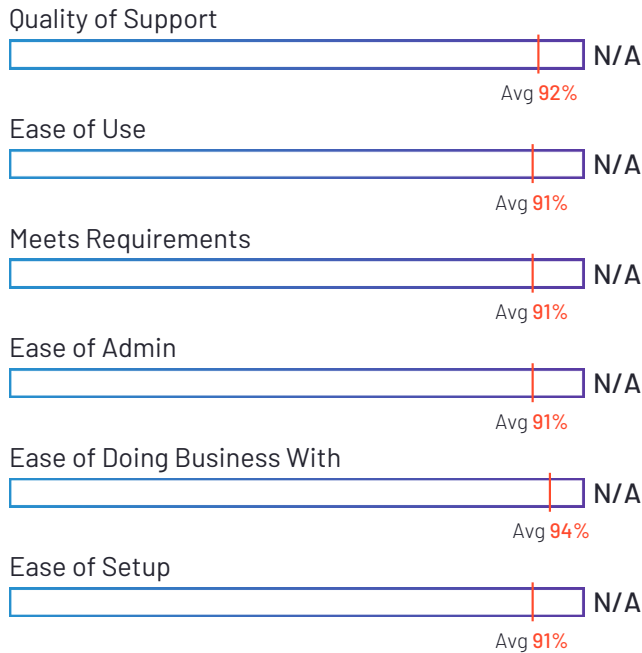 Quality of Support
N/A
Avg 92%
Ease of Use
N/A
Avg 91%
Meets Requirements
N/A
Avg 91%
Ease of Admin
N/A
Avg 91%
Ease of Doing Business With
N/A
Avg 94%
Ease of Setup
N/A
Avg 91%